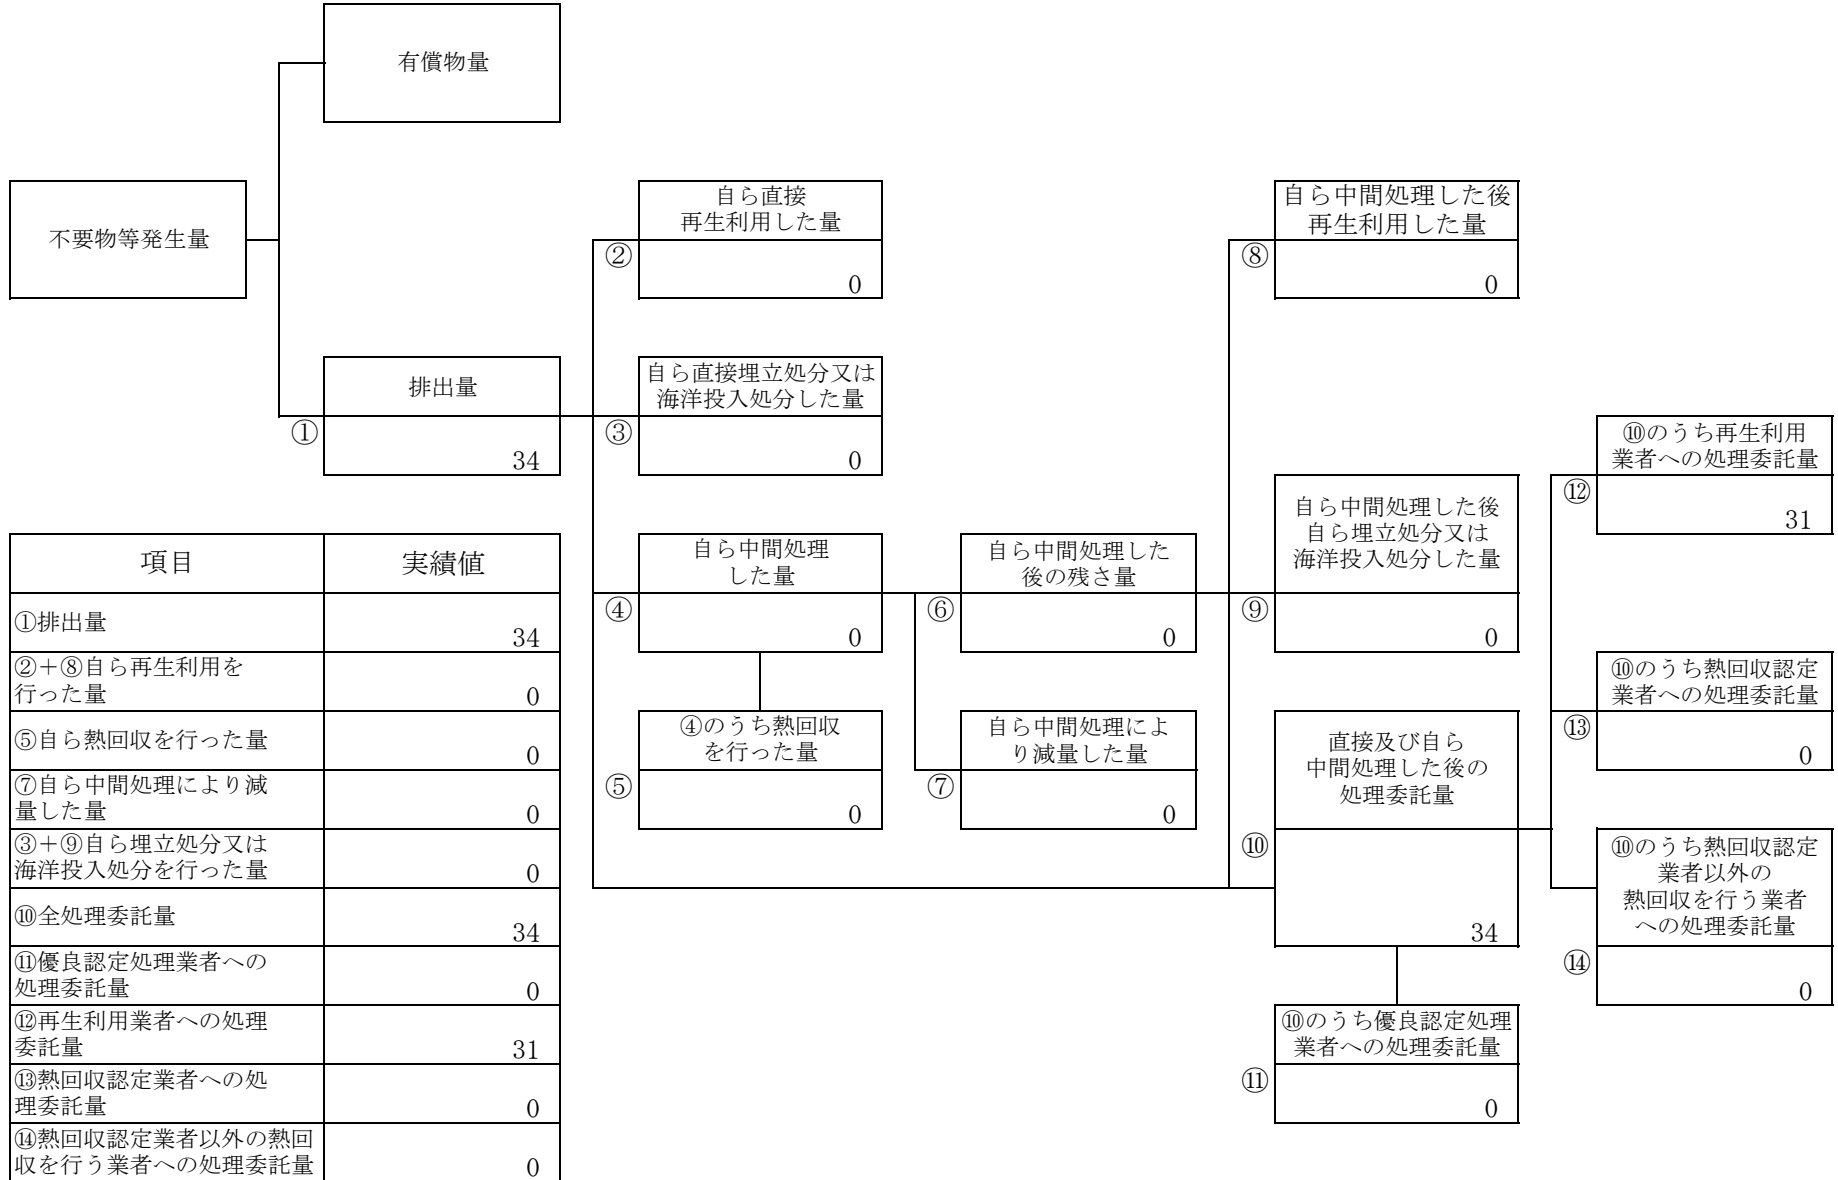 有償物量
不要物等発生量
自ら直接
再生利用した量
②
0
自ら中間処理した後
再生利用した量
⑧
0
排出量
①
34
自ら直接埋立処分又は
海洋投入処分した量
③
0
⑩のうち再生利用
業者への処理委託量
⑫
31
自ら中間処理した後
自ら埋立処分又は
海洋投入処分した量
⑨
0
自ら中間処理
した量
④
0
自ら中間処理した
後の残さ量
⑥
0
⑩のうち熱回収認定
業者への処理委託量
⑬
0
④のうち熱回収
を行った量
⑤
0
自ら中間処理によ
り減量した量
⑦
0
直接及び自ら
中間処理した後の
処理委託量
⑩
34
⑩のうち熱回収認定
業者以外の
熱回収を行う業者
への処理委託量
⑭
0
⑩のうち優良認定処理
業者への処理委託量
⑪
0
項目 実績値
①排出量
34
②+⑧自ら再生利用を
行った量
0
⑤自ら熱回収を行った量
0
⑦自ら中間処理により減
量した量
0
③+⑨自ら埋立処分又は
海洋投入処分を行った量
0
⑩全処理委託量
34
⑪優良認定処理業者への
処理委託量
0
⑫再生利用業者への処理
委託量
31
⑬熱回収認定業者への処
理委託量
0
⑭熱回収認定業者以外の熱回
収を行う業者への処理委託量
0